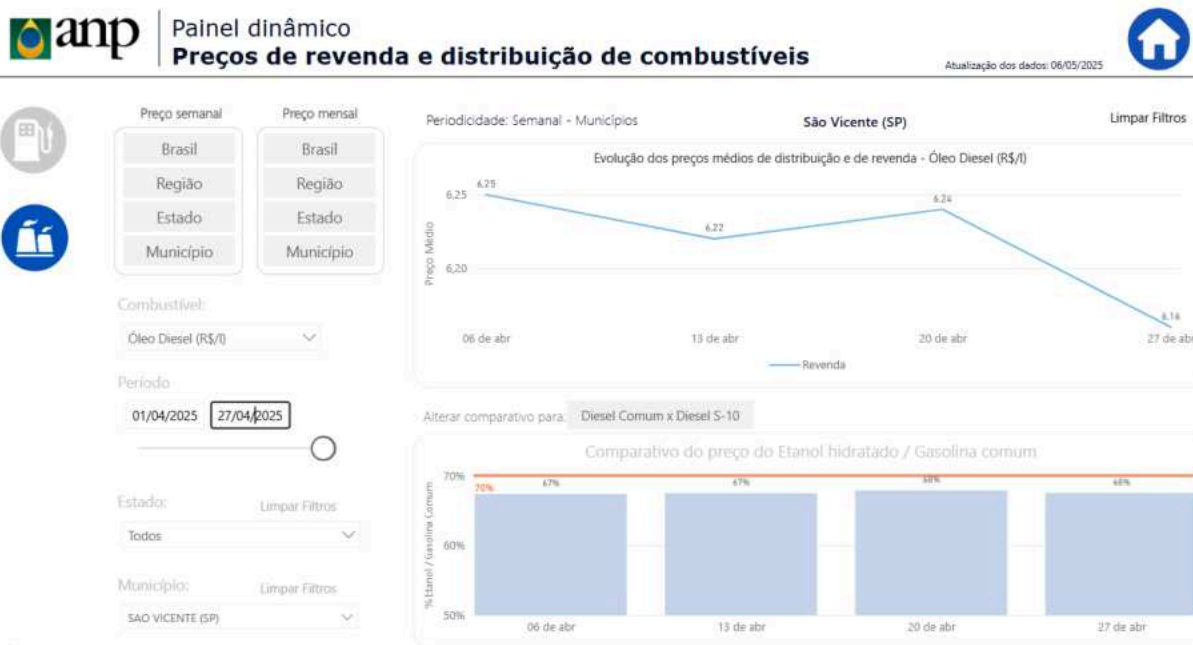 anp
Painel dinâmico
Preços de revenda e distribuição de combustíveis
Atualização dos dados: 06/05/2025
Preço semanal
Preço mensal
Brasil
Brasil
Região
Região
Estado
Estado
Município
Município
Combustível:
Óleo Diesel (R$/l)
Período
01/04/2025
27/04/2025
Estado:
Limpar Filtros
Todos
Município:
Limpar Filtros
SAO VICENTE (SP)
Periodicidade: Semanal - Municípios
São Vicente (SP)
Limpar Filtros
Evolução dos preços médios de distribuição e de revenda - Óleo Diesel (R$/l)
Preço Médio
6,25
6,20
6,25
6,22
6,24
6,16
06 de abr
13 de abr
20 de abr
27 de abr
Revenda
Alterar comparativo para:
Diesel Comum x Diesel S-10
Comparativo do preço do Etanol hidratado / Gasolina comum
% Etanol / Gasolina Comum
70%
60%
50%
70%
67%
67%
68%
68%
06 de abr
13 de abr
20 de abr
27 de abr